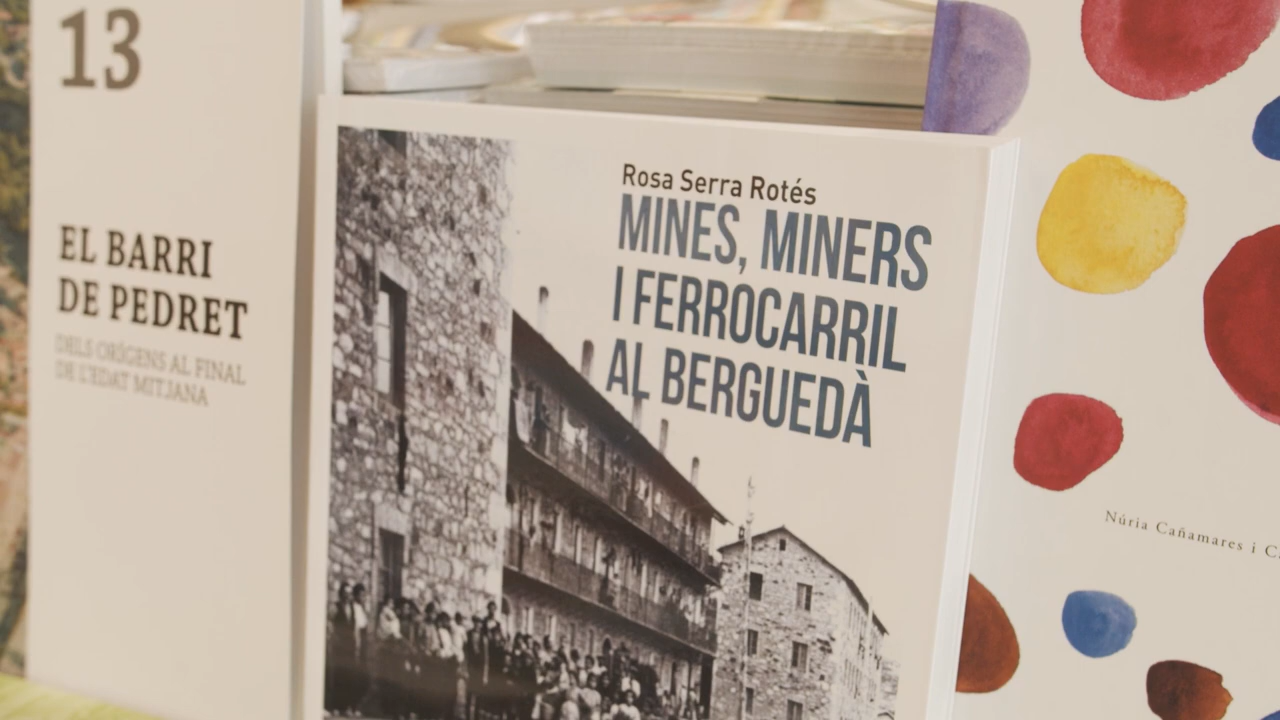 13
EL BARRI
DE PEDRET
DELS ORÍGENS AL FINAL
DE L'EDAT MITJANA
Rosa Serra Rotés
MINES, MINERS
I FERROCARRIL
AL BERGUEDÀ
Núria Cañamares i C